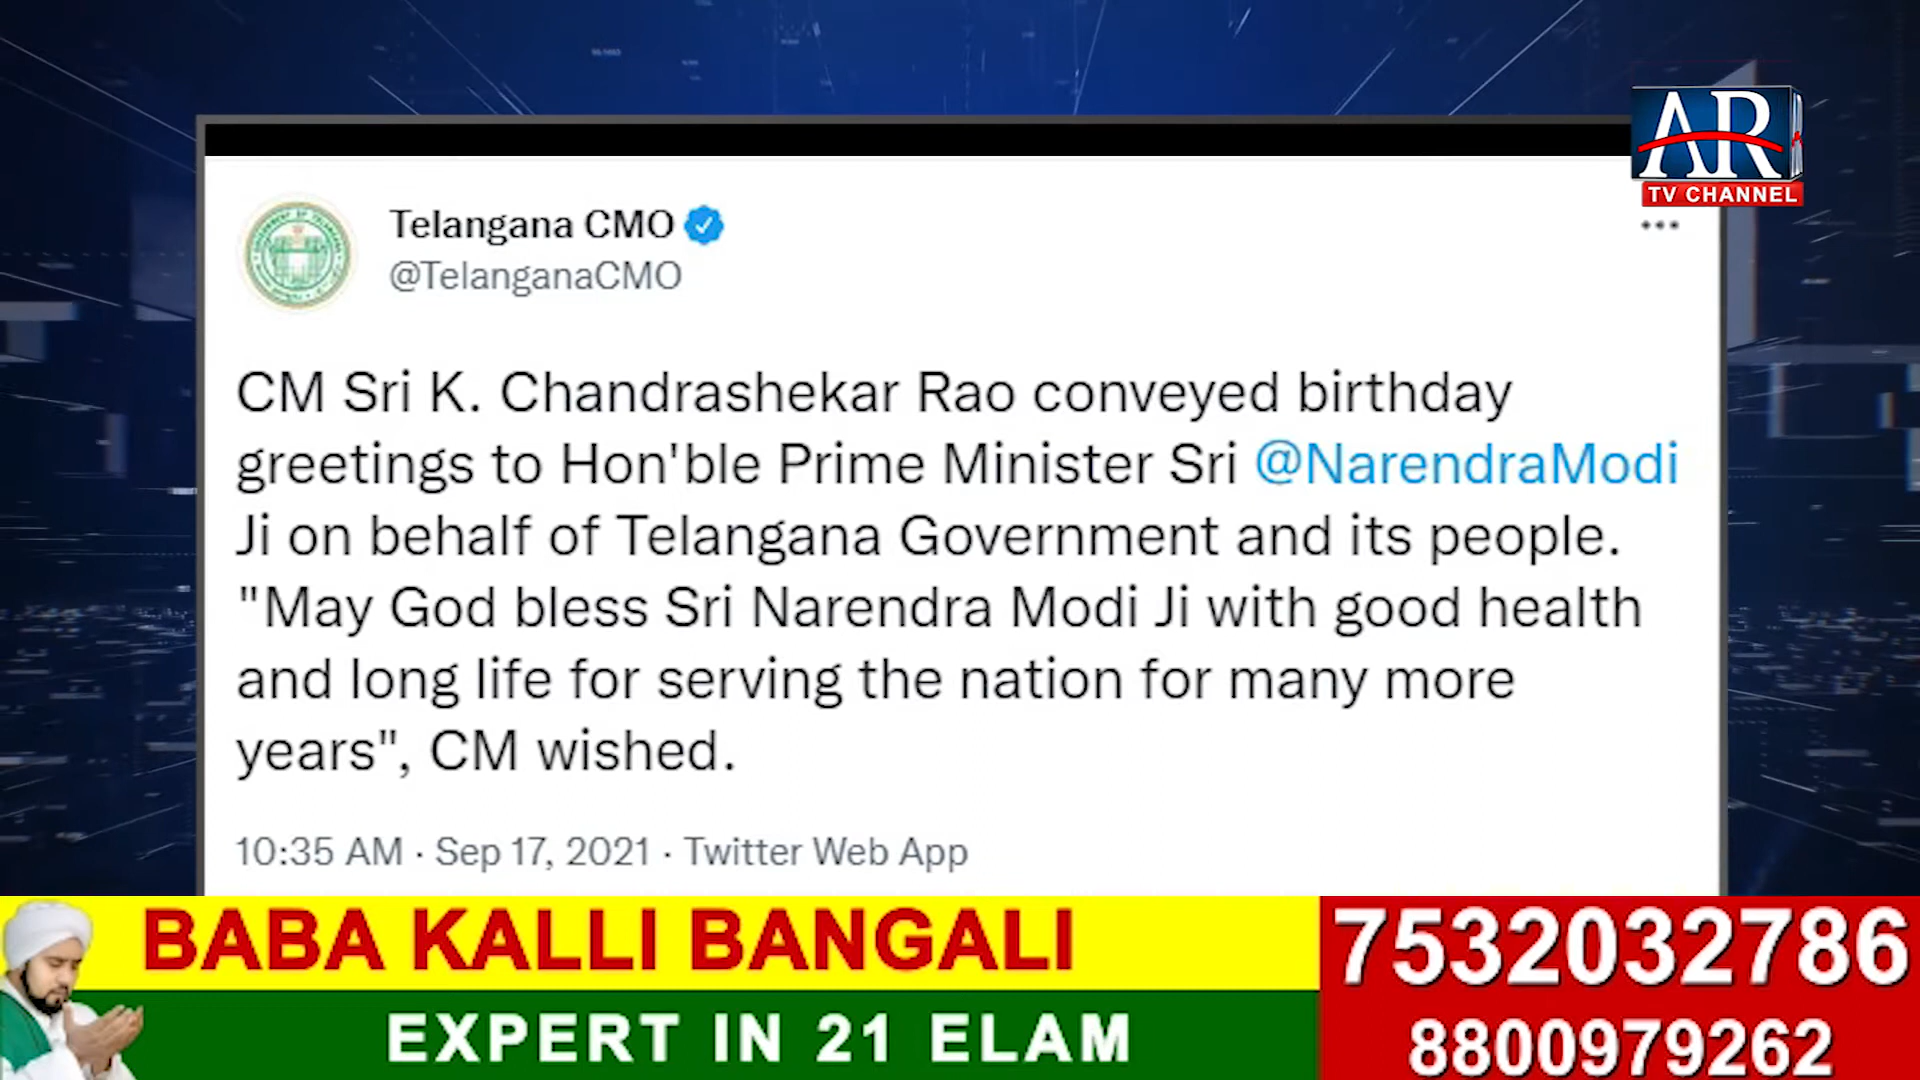 AR
TV CHANNEL
Telangana CMO
@TelanganaCMO
CM Sri K. Chandrashekar Rao conveyed birthday
greetings to Hon'ble Prime Minister Sri @NarendraModi
Ji on behalf of Telangana Government and its people.
"May God bless Sri Narendra Modi Ji with good health
and long life for serving the nation for many more
years", CM wished.
10:35 AM · Sep 17, 2021 · Twitter Web App
BABA KALLI BANGALI
7532032786
EXPERT IN 21 ELAM
8800979262